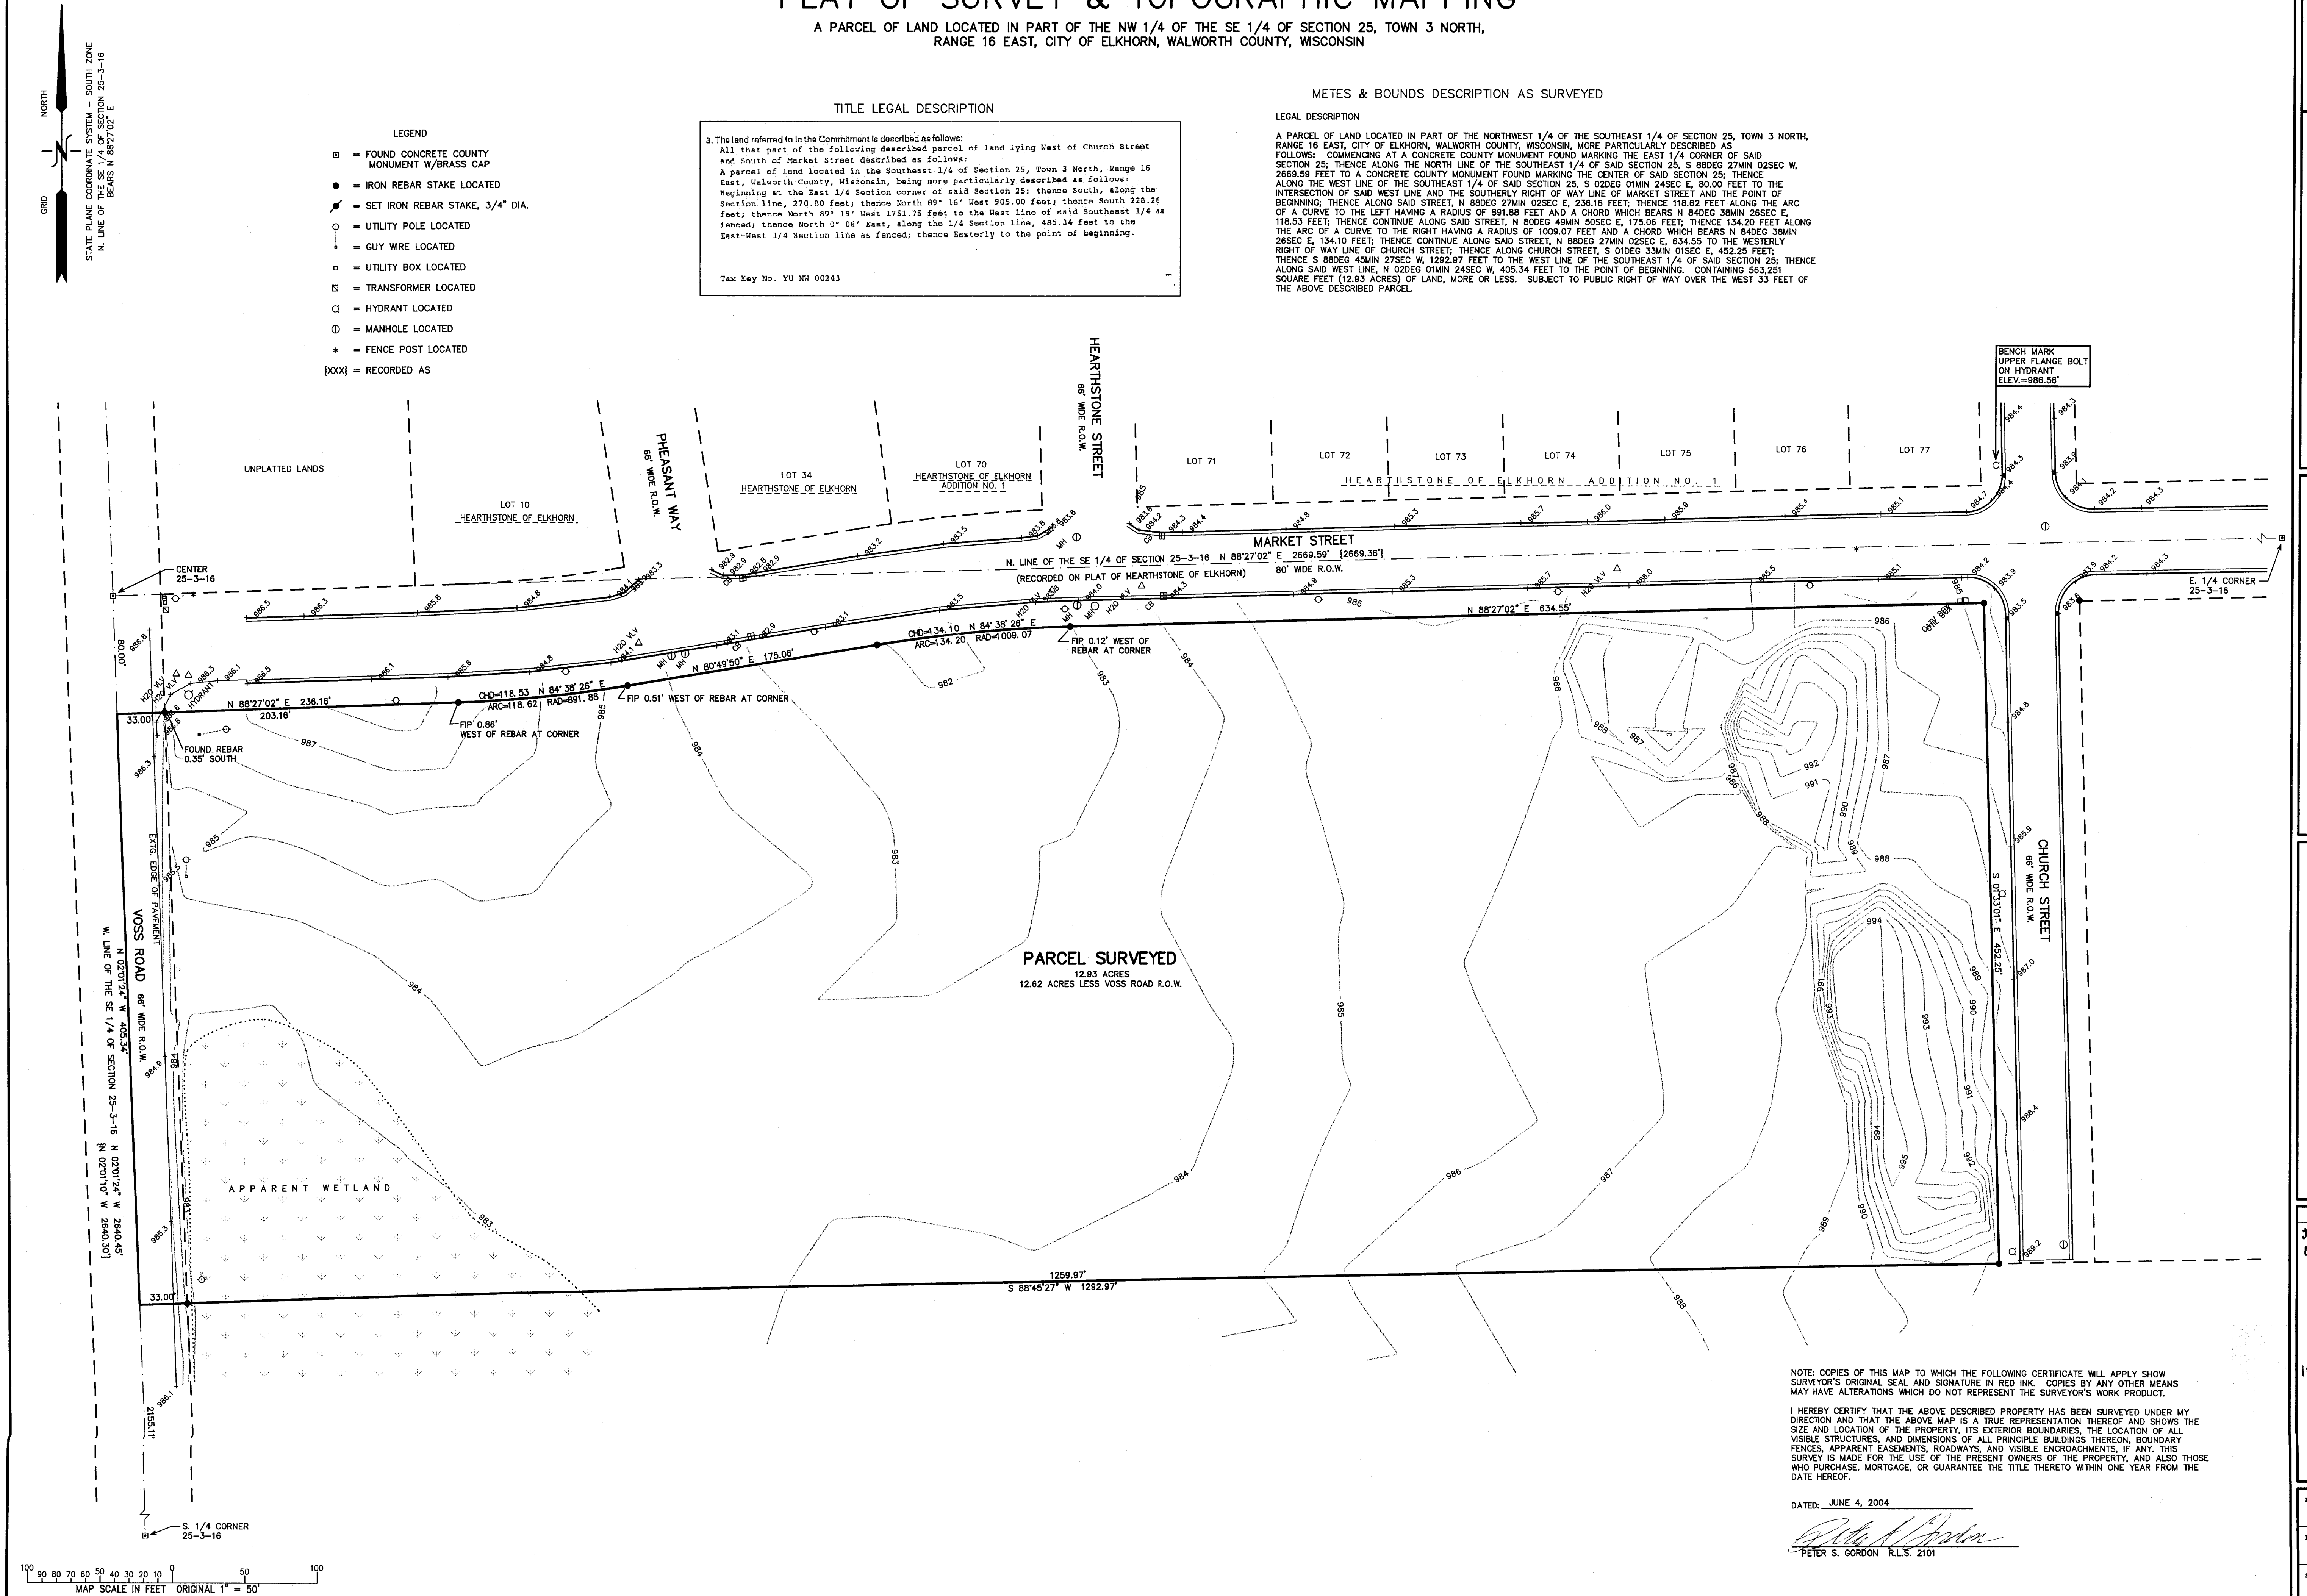 PLAT OF SURVEY & TOPOGRAPHIC MAPPING
A PARCEL OF LAND LOCATED IN PART OF THE NW 1/4 OF THE SE 1/4 OF SECTION 25, TOWN 3 NORTH,
RANGE 16 EAST, CITY OF ELKHORN, WALWORTH COUNTY, WISCONSIN
NORTH
GRID
STATE PLANE COORDINATE SYSTEM - SOUTH ZONE
N. LINE OF THE SE 1/4 OF SECTION 25-3-16
BEARS N 88°27'02" E
LEGEND
= FOUND CONCRETE COUNTY
MONUMENT W/BRASS CAP
= IRON REBAR STAKE LOCATED
= SET IRON REBAR STAKE, 3/4" DIA.
= UTILITY POLE LOCATED
= GUY WIRE LOCATED
= UTILITY BOX LOCATED
= TRANSFORMER LOCATED
= HYDRANT LOCATED
= MANHOLE LOCATED
* = FENCE POST LOCATED
{XXX} = RECORDED AS
TITLE LEGAL DESCRIPTION
3. The land referred to in the Commitment is described as follows:
All that part of the following described parcel of land lying West of Church Street
and South of Market Street described as follows:
A parcel of land located in the Southeast 1/4 of Section 25, Town 3 North, Range 16
East, Walworth County, Wisconsin, being more particularly described as follows:
Beginning at the East 1/4 Section corner of said Section 25; thence South, along the
Section line, 270.80 feet; thence North 89° 16' West 905.00 feet; thence South 228.26
feet; thence North 89° 19' West 1751.75 feet to the West line of said Southeast 1/4 as
fenced; thence North 0° 06' East, along the 1/4 Section line, 485.34 feet to the
East-West 1/4 Section line as fenced; thence Easterly to the point of beginning.
Tax Key No. YU NW 00243
METES & BOUNDS DESCRIPTION AS SURVEYED
LEGAL DESCRIPTION
A PARCEL OF LAND LOCATED IN PART OF THE NORTHWEST 1/4 OF THE SOUTHEAST 1/4 OF SECTION 25, TOWN 3 NORTH,
RANGE 16 EAST, CITY OF ELKHORN, WALWORTH COUNTY, WISCONSIN, MORE PARTICULARLY DESCRIBED AS
FOLLOWS: COMMENCING AT A CONCRETE COUNTY MONUMENT FOUND MARKING THE EAST 1/4 CORNER OF SAID
SECTION 25; THENCE ALONG THE NORTH LINE OF THE SOUTHEAST 1/4 OF SAID SECTION 25, S 88DEG 27MIN 02SEC W,
2669.59 FEET TO A CONCRETE COUNTY MONUMENT FOUND MARKING THE CENTER OF SAID SECTION 25; THENCE
ALONG THE WEST LINE OF THE SOUTHEAST 1/4 OF SAID SECTION 25, S 02DEG 01MIN 24SEC E, 80.00 FEET TO THE
INTERSECTION OF SAID WEST LINE AND THE SOUTHERLY RIGHT OF WAY LINE OF MARKET STREET AND THE POINT OF
BEGINNING; THENCE ALONG SAID STREET, N 88DEG 27MIN 02SEC E, 236.16 FEET; THENCE 118.62 FEET ALONG THE ARC
OF A CURVE TO THE LEFT HAVING A RADIUS OF 891.88 FEET AND A CHORD WHICH BEARS N 84DEG 38MIN 26SEC E,
118.53 FEET; THENCE CONTINUE ALONG SAID STREET, N 80DEG 49MIN 50SEC E, 175.06 FEET; THENCE 134.20 FEET ALONG
THE ARC OF A CURVE TO THE RIGHT HAVING A RADIUS OF 1009.07 FEET AND A CHORD WHICH BEARS N 84DEG 38MIN
26SEC E, 134.10 FEET; THENCE CONTINUE ALONG SAID STREET, N 88DEG 27MIN 02SEC E, 634.55 TO THE WESTERLY
RIGHT OF WAY LINE OF CHURCH STREET; THENCE ALONG CHURCH STREET, S 01DEG 33MIN 01SEC E, 452.25 FEET;
THENCE S 88DEG 45MIN 27SEC W, 1292.97 FEET TO THE WEST LINE OF THE SOUTHEAST 1/4 OF SAID SECTION 25; THENCE
ALONG SAID WEST LINE, N 02DEG 01MIN 24SEC W, 405.34 FEET TO THE POINT OF BEGINNING. CONTAINING 563,251
SQUARE FEET (12.93 ACRES) OF LAND, MORE OR LESS. SUBJECT TO PUBLIC RIGHT OF WAY OVER THE WEST 33 FEET OF
THE ABOVE DESCRIBED PARCEL.
BENCH MARK
UPPER FLANGE BOLT
ON HYDRANT
ELEV.=986.56'
UNPLATTED LANDS
LOT 10
HEARTHSTONE OF ELKHORN
PHEASANT WAY
66' WIDE R.O.W.
LOT 34
HEARTHSTONE OF ELKHORN
LOT 70
HEARTHSTONE OF ELKHORN
ADDITION NO. 1
HEARTHSTONE STREET
66' WIDE R.O.W.
LOT 71
LOT 72
LOT 73
LOT 74
LOT 75
LOT 76
LOT 77
HEARTHSTONE OF ELKHORN ADDITION NO. 1
MARKET STREET
N. LINE OF THE SE 1/4 OF SECTION 25-3-16 N 88°27'02" E 2669.59' {2669.36'}
(RECORDED ON PLAT OF HEARTHSTONE OF ELKHORN) 80' WIDE R.O.W.
CENTER
25-3-16
E. 1/4 CORNER
25-3-16
80.00'
N 88°27'02" E 236.16'
203.16'
33.00'
FOUND REBAR
0.35' SOUTH
HYDRANT
CHD=118.53 N 84°38'26" E
ARC=118.62 RAD=891.88
FIP 0.86'
WEST OF REBAR AT CORNER
FIP 0.51' WEST OF REBAR AT CORNER
N 80°49'50" E 175.06'
CHD=134.10 N 84°38'26" E
ARC=134.20 RAD=1009.07
FIP 0.12' WEST OF
REBAR AT CORNER
N 88°27'02" E 634.55'
EXTG. EDGE OF PAVEMENT
VOSS ROAD 66' WIDE R.O.W.
N 02°01'24" W 405.34'
W. LINE OF THE SE 1/4 OF SECTION 25-3-16 N 02°01'24" W 2640.45'
{N 02°01'10" W 2640.30'}
PARCEL SURVEYED
12.93 ACRES
12.62 ACRES LESS VOSS ROAD R.O.W.
CHURCH STREET
66' WIDE R.O.W.
S 01°33'01" E 452.25'
APPARENT WETLAND
33.00'
1259.97'
S 88°45'27" W 1292.97'
2155.11'
S. 1/4 CORNER
25-3-16
NOTE: COPIES OF THIS MAP TO WHICH THE FOLLOWING CERTIFICATE WILL APPLY SHOW
SURVEYOR'S ORIGINAL SEAL AND SIGNATURE IN RED INK. COPIES BY ANY OTHER MEANS
MAY HAVE ALTERATIONS WHICH DO NOT REPRESENT THE SURVEYOR'S WORK PRODUCT.
I HEREBY CERTIFY THAT THE ABOVE DESCRIBED PROPERTY HAS BEEN SURVEYED UNDER MY
DIRECTION AND THAT THE ABOVE MAP IS A TRUE REPRESENTATION THEREOF AND SHOWS THE
SIZE AND LOCATION OF THE PROPERTY, ITS EXTERIOR BOUNDARIES, THE LOCATION OF ALL
VISIBLE STRUCTURES, AND DIMENSIONS OF ALL PRINCIPLE BUILDINGS THEREON, BOUNDARY
FENCES, APPARENT EASEMENTS, ROADWAYS, AND VISIBLE ENCROACHMENTS, IF ANY. THIS
SURVEY IS MADE FOR THE USE OF THE PRESENT OWNERS OF THE PROPERTY, AND ALSO THOSE
WHO PURCHASE, MORTGAGE, OR GUARANTEE THE TITLE THERETO WITHIN ONE YEAR FROM THE
DATE HEREOF.
DATED: JUNE 4, 2004
PETER S. GORDON R.L.S. 2101
100 90 80 70 60 50 40 30 20 10 0 50 100
MAP SCALE IN FEET ORIGINAL 1" = 50'